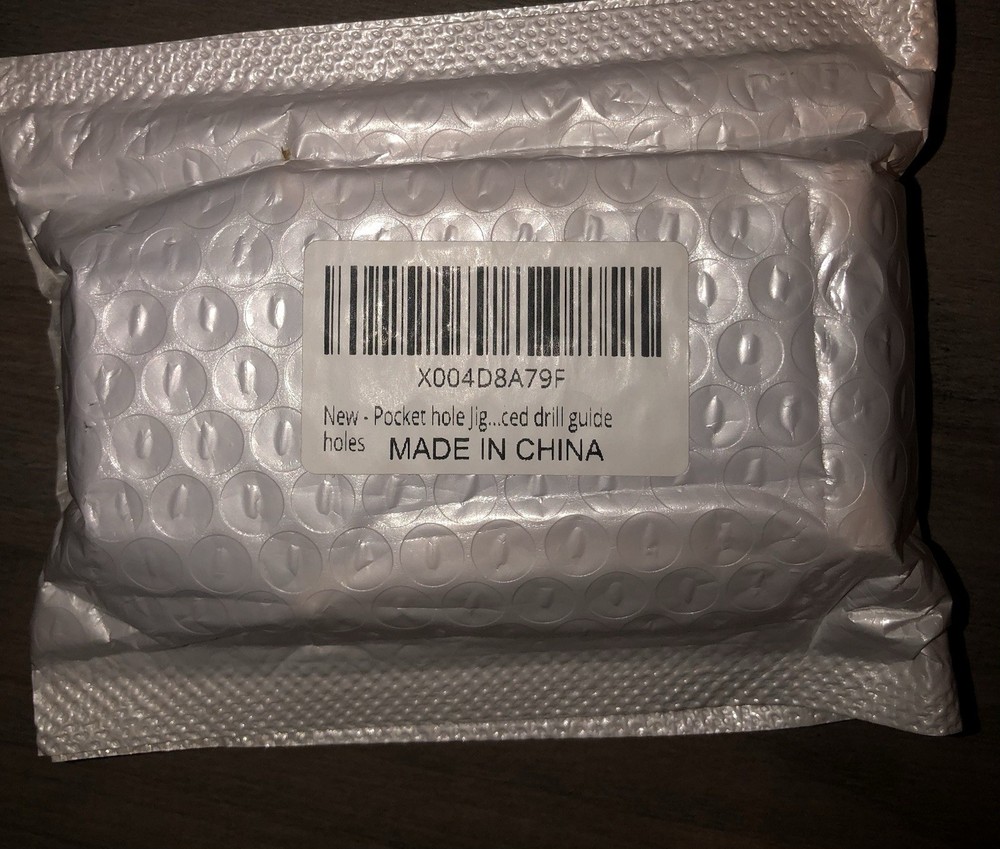 X004D8A79F
New - Pocket hole Jig...ced drill guide
holes MADE IN CHINA